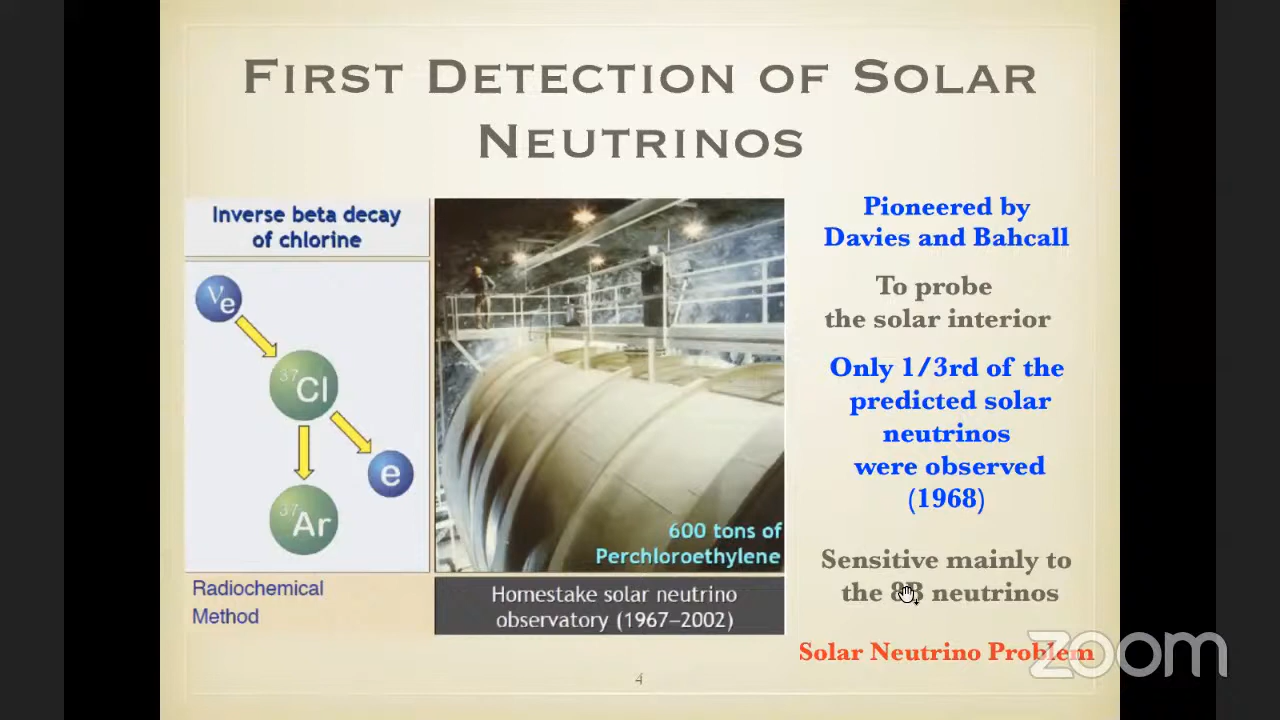 FIRST DETECTION OF SOLAR
NEUTRINOS
Inverse beta decay
of chlorine
νe
37Cl
e
37Ar
Radiochemical
Method
600 tons of
Perchloroethylene
Homestake solar neutrino
observatory (1967–2002)
Pioneered by
Davies and Bahcall
To probe
the solar interior
Only 1/3rd of the
predicted solar
neutrinos
were observed
(1968)
Sensitive mainly to
the 8B neutrinos
Solar Neutrino Problem
zoom
4